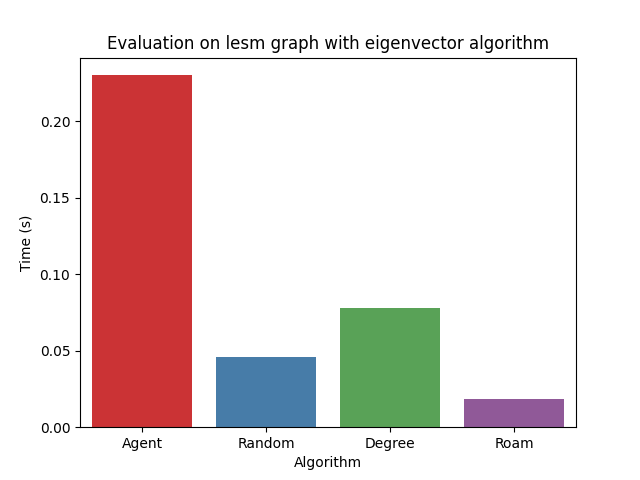 Evaluation on lesm graph with eigenvector algorithm
Time (s)
0.20
0.15
0.10
0.05
0.00
Agent
Random
Degree
Roam
Algorithm